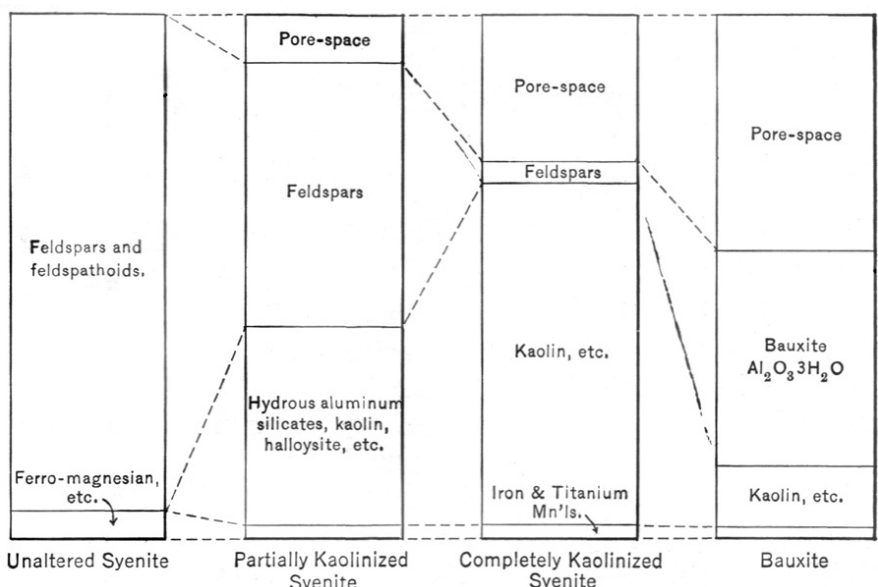 Feldspars and
feldspathoids.
Ferro-magnesian,
etc.
Unaltered Syenite
Pore-space
Feldspars
Hydrous aluminum
silicates, kaolin,
halloysite, etc.
Partially Kaolinized
Syenite
Pore-space
Feldspars
Kaolin, etc.
Iron & Titanium
Mn'ls.
Completely Kaolinized
Syenite
Pore-space
Bauxite
Al₂O₃3H₂O
Kaolin, etc.
Bauxite